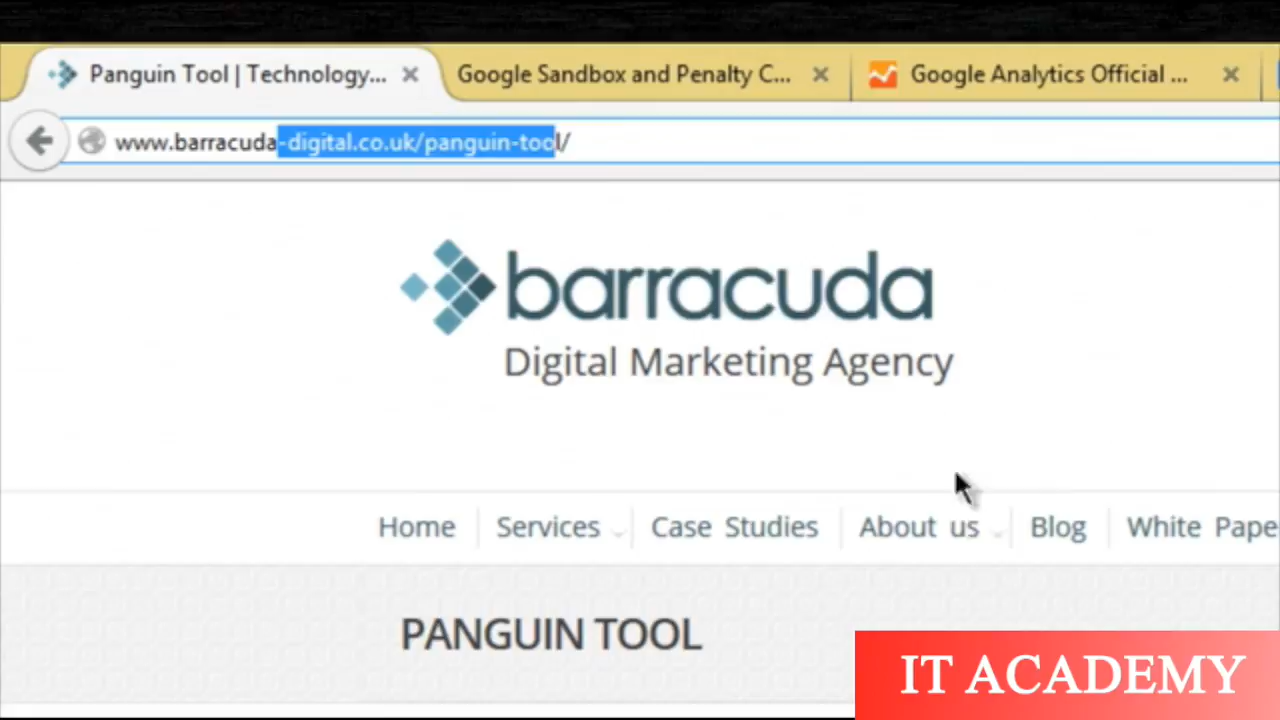 Panguin Tool | Technology... Google Sandbox and Penalty C... Google Analytics Official ...
www.barracuda-digital.co.uk/panguin-tool/
barracuda
Digital Marketing Agency
Home Services Case Studies About us Blog White Pape
PANGUIN TOOL
IT ACADEMY